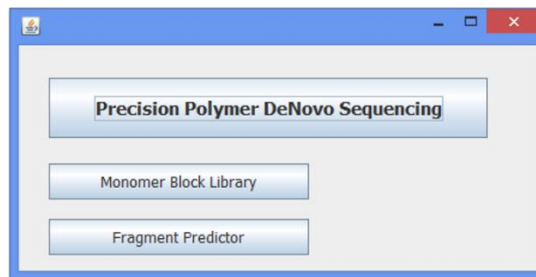 Precision Polymer DeNovo Sequencing
Monomer Block Library
Fragment Predictor